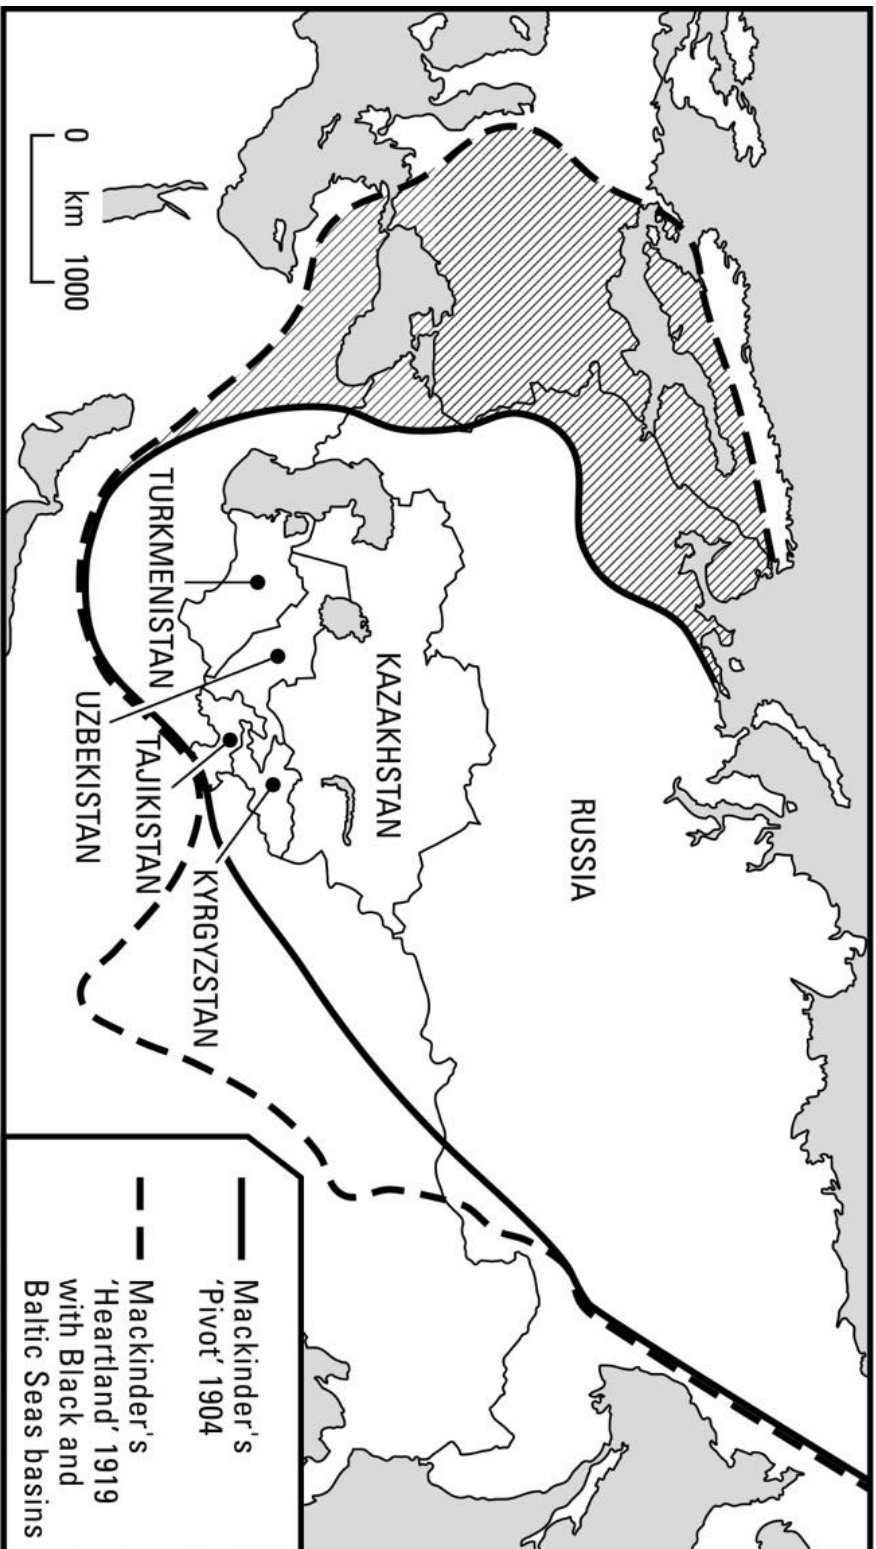 RUSSIA
KAZAKHSTAN
TURKMENISTAN
UZBEKISTAN
TAJIKISTAN
KYRGYZSTAN
0 km 1000
Mackinder's
'Pivot' 1904
Mackinder's
'Heartland' 1919
with Black and
Baltic Seas basins